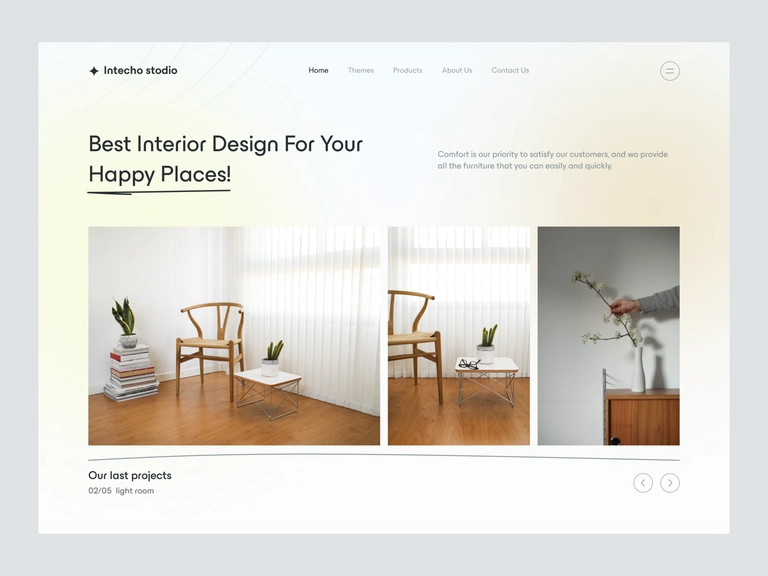 Intecho studio
Home Themes Products About Us Contact Us
Best Interior Design For Your
Happy Places!
Comfort is our priority to satisfy our customers, and we provide
all the furniture that you can easily and quickly.
Our last projects
02/05 light room